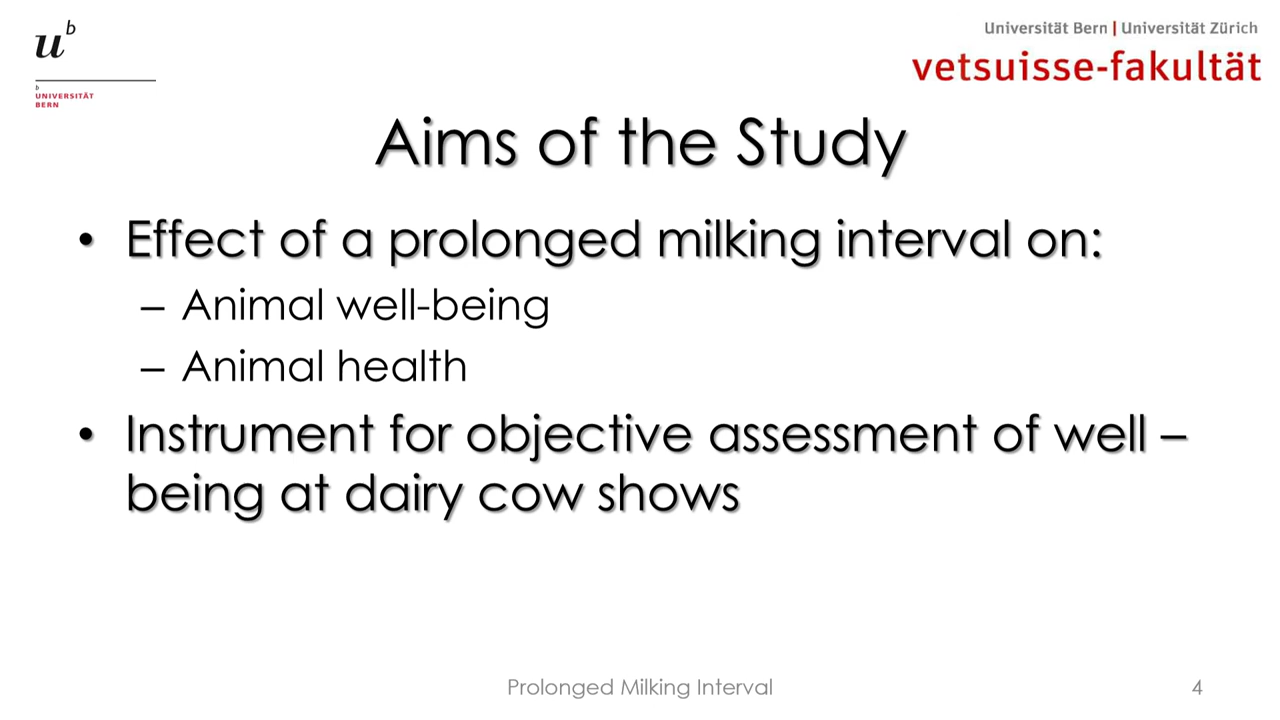 u^b
b
UNIVERSITÄT
BERN
Universität Bern | Universität Zürich
vetsuisse-fakultät
Aims of the Study
• Effect of a prolonged milking interval on:
– Animal well-being
– Animal health
• Instrument for objective assessment of well –
being at dairy cow shows
Prolonged Milking Interval
4